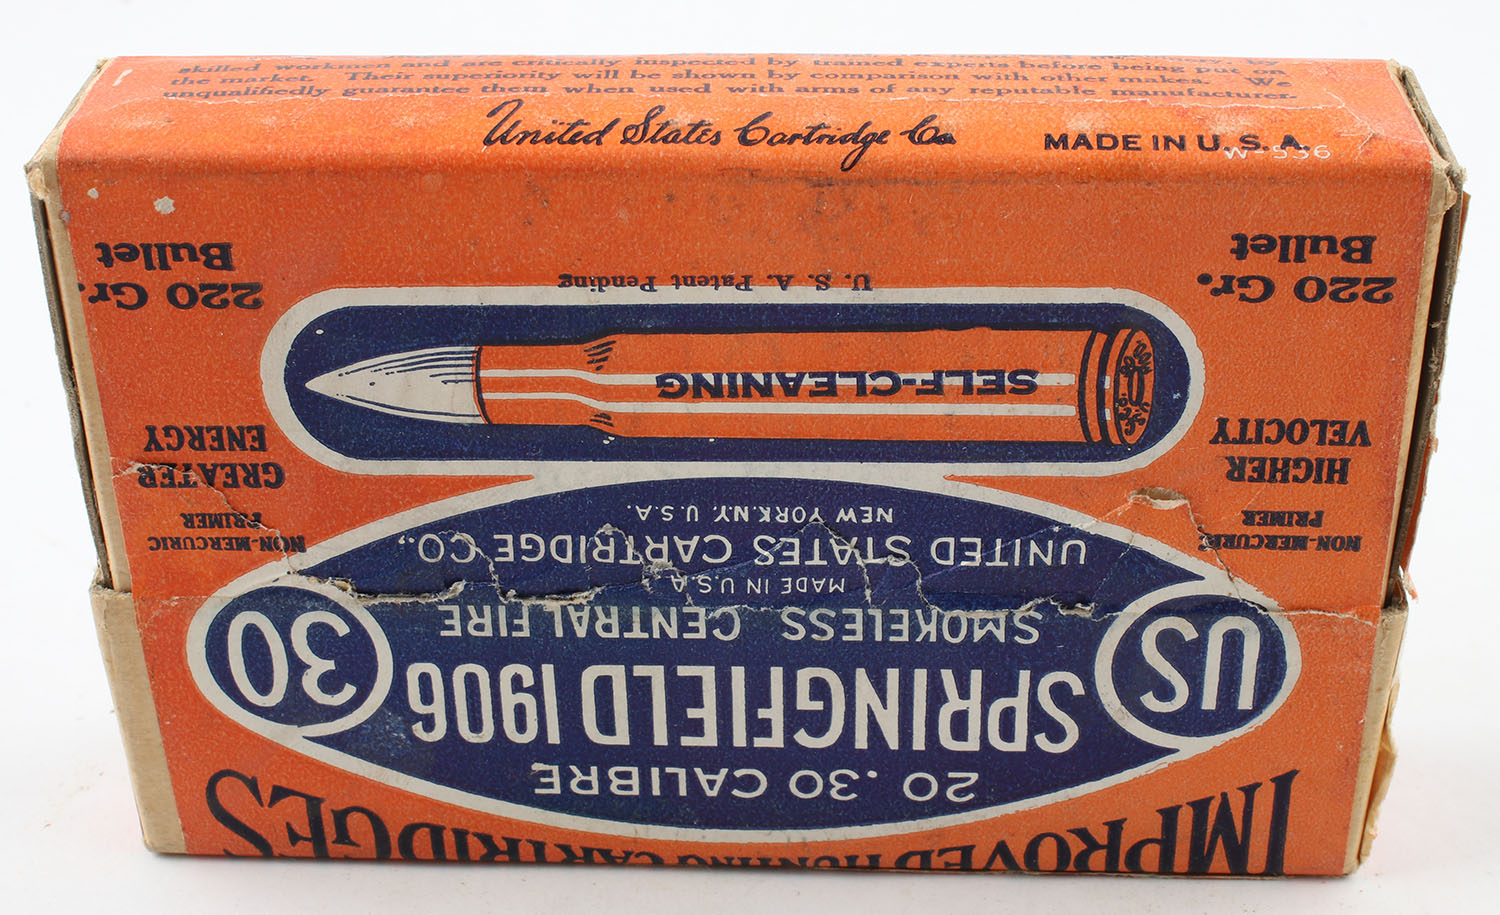 skilled workmen and are critically inspected by trained experts before being put on
the market. Their superiority will be shown by comparison with other makes. We
unqualifiedly guarantee them when used with arms of any reputable manufacturer.
United States Cartridge Co
MADE IN U.S.A.
W-556
IMPROVED HUNTING CARTRIDGES
20 .30 CALIBRE
SPRINGFIELD 1906
US
30
SMOKELESS CENTRAL FIRE
MADE IN U.S.A.
UNITED STATES CARTRIDGE CO.,
NEW YORK.N.Y. U.S.A.
NON-MERCURIC
PRIMER
HIGHER
VELOCITY
NON-MERCURIC
PRIMER
GREATER
ENERGY
SELF-CLEANING
U. S. A. Patent Pending
220 Gr.
Bullet
220 Gr.
Bullet